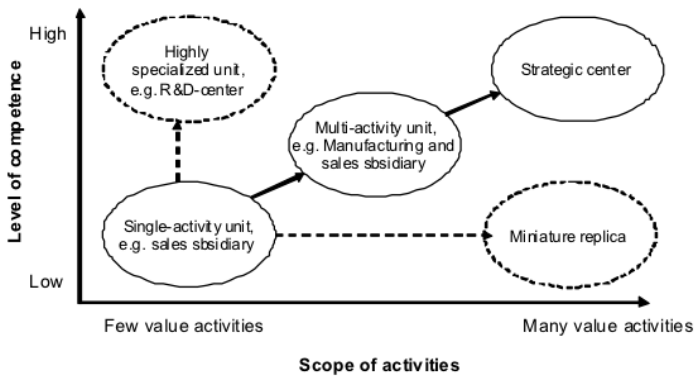 High
Highly
specialized unit,
e.g. R&D-center
Strategic center
Multi-activity unit,
e.g. Manufacturing and
sales sbsidiary
Level of competence
Single-activity unit,
e.g. sales sbsidiary
Miniature replica
Low
Few value activities
Many value activities
Scope of activities